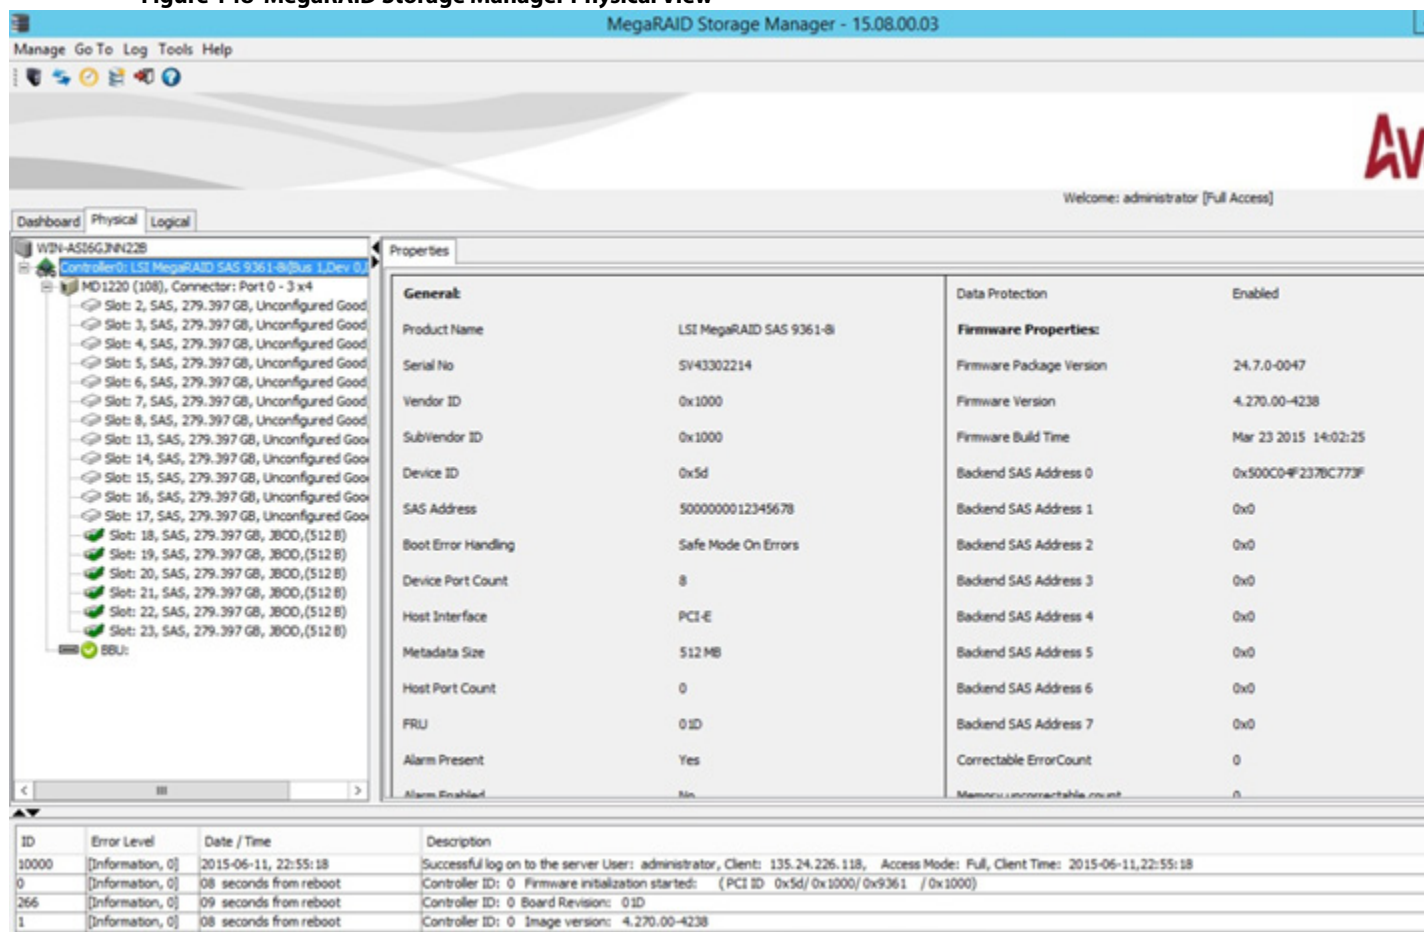 Figure 148 MegaRAID Storage Manager Physical View
MegaRAID Storage Manager - 15.08.00.03
Manage Go To Log Tools Help
Av
Welcome: administrator [Full Access]
Dashboard Physical Logical
WIN-ASI6GJNN22B
Controller0: LSI MegaRAID SAS 9361-8i(Bus 1,Dev 0,
MD1220 (108), Connector: Port 0 - 3 x4
Slot: 2, SAS, 279.397 GB, Unconfigured Good
Slot: 3, SAS, 279.397 GB, Unconfigured Good
Slot: 4, SAS, 279.397 GB, Unconfigured Good
Slot: 5, SAS, 279.397 GB, Unconfigured Good
Slot: 6, SAS, 279.397 GB, Unconfigured Good
Slot: 7, SAS, 279.397 GB, Unconfigured Good
Slot: 8, SAS, 279.397 GB, Unconfigured Good
Slot: 13, SAS, 279.397 GB, Unconfigured Goo
Slot: 14, SAS, 279.397 GB, Unconfigured Goo
Slot: 15, SAS, 279.397 GB, Unconfigured Goo
Slot: 16, SAS, 279.397 GB, Unconfigured Goo
Slot: 17, SAS, 279.397 GB, Unconfigured Goo
Slot: 18, SAS, 279.397 GB, JBOD,(512 B)
Slot: 19, SAS, 279.397 GB, JBOD,(512 B)
Slot: 20, SAS, 279.397 GB, JBOD,(512 B)
Slot: 21, SAS, 279.397 GB, JBOD,(512 B)
Slot: 22, SAS, 279.397 GB, JBOD,(512 B)
Slot: 23, SAS, 279.397 GB, JBOD,(512 B)
BBU:
Properties
General:
Product Name LSI MegaRAID SAS 9361-8i
Serial No SV43302214
Vendor ID 0x1000
SubVendor ID 0x1000
Device ID 0x5d
SAS Address 5000000012345678
Boot Error Handling Safe Mode On Errors
Device Port Count 8
Host Interface PCI-E
Metadata Size 512 MB
Host Port Count 0
FRU 01D
Alarm Present Yes
Alarm Enabled No
Data Protection Enabled
Firmware Properties:
Firmware Package Version 24.7.0-0047
Firmware Version 4.270.00-4238
Firmware Build Time Mar 23 2015 14:02:25
Backend SAS Address 0 0x500C04F237BC773F
Backend SAS Address 1 0x0
Backend SAS Address 2 0x0
Backend SAS Address 3 0x0
Backend SAS Address 4 0x0
Backend SAS Address 5 0x0
Backend SAS Address 6 0x0
Backend SAS Address 7 0x0
Correctable ErrorCount 0
Memory uncorrectable count 0
ID Error Level Date / Time Description
10000 [Information, 0] 2015-06-11, 22:55:18 Successful log on to the server User: administrator, Client: 135.24.226.118, Access Mode: Full, Client Time: 2015-06-11,22:55:18
0 [Information, 0] 08 seconds from reboot Controller ID: 0 Firmware initialization started: (PCI ID 0x5d/ 0x1000/ 0x9361 / 0x1000)
266 [Information, 0] 09 seconds from reboot Controller ID: 0 Board Revision: 01D
1 [Information, 0] 08 seconds from reboot Controller ID: 0 Image version: 4.270.00-4238